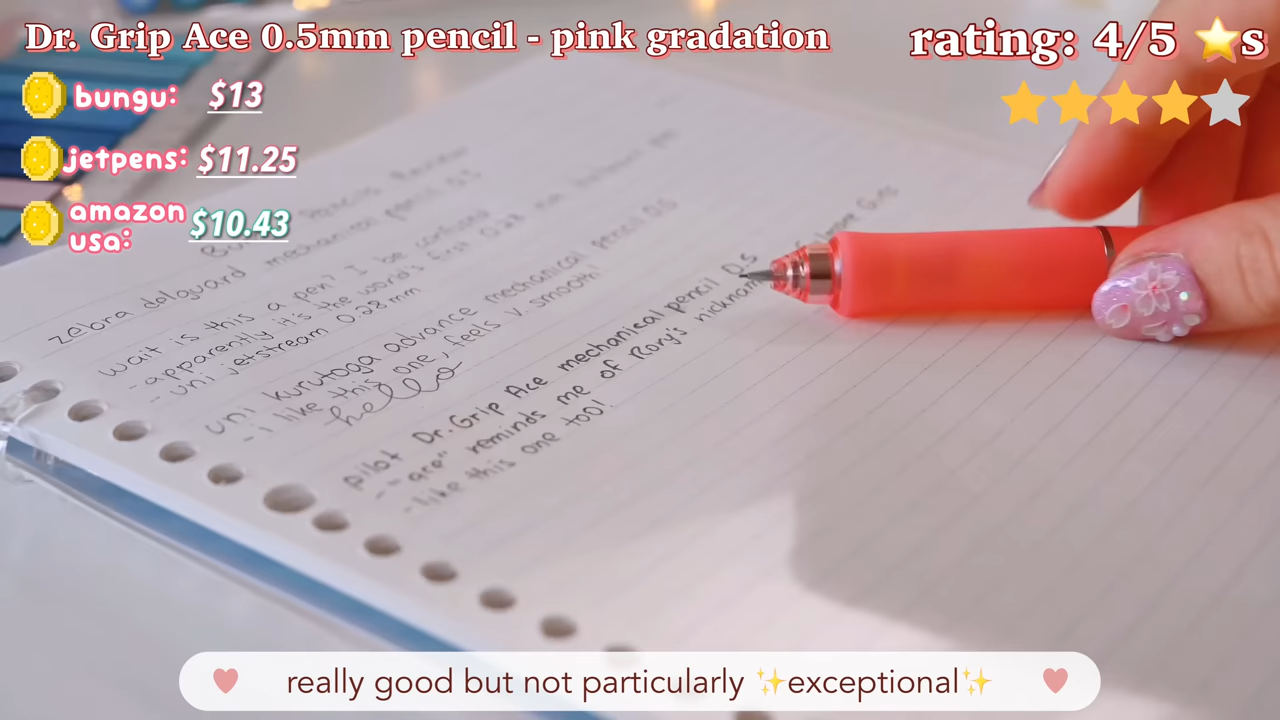 Dr. Grip Ace 0.5mm pencil - pink gradation
rating: 4/5 ⭐s
bungu: $13
jetpens: $11.25
amazon usa: $10.43
Pencils Review
zebra delguard mechanical pencil 0.5
wait is this a pen? I be confused
- apparently it's the world's first 0.28 mm
- uni jetstream 0.28mm
uni kurutoga advance mechanical pencil 0.5
- i like this one, feels v. smooth!
hello
pilot Dr. Grip Ace mechanical pencil 0.5
- "ace" reminds me of Rory's nickname
- like this one too!
really good but not particularly ✨exceptional✨